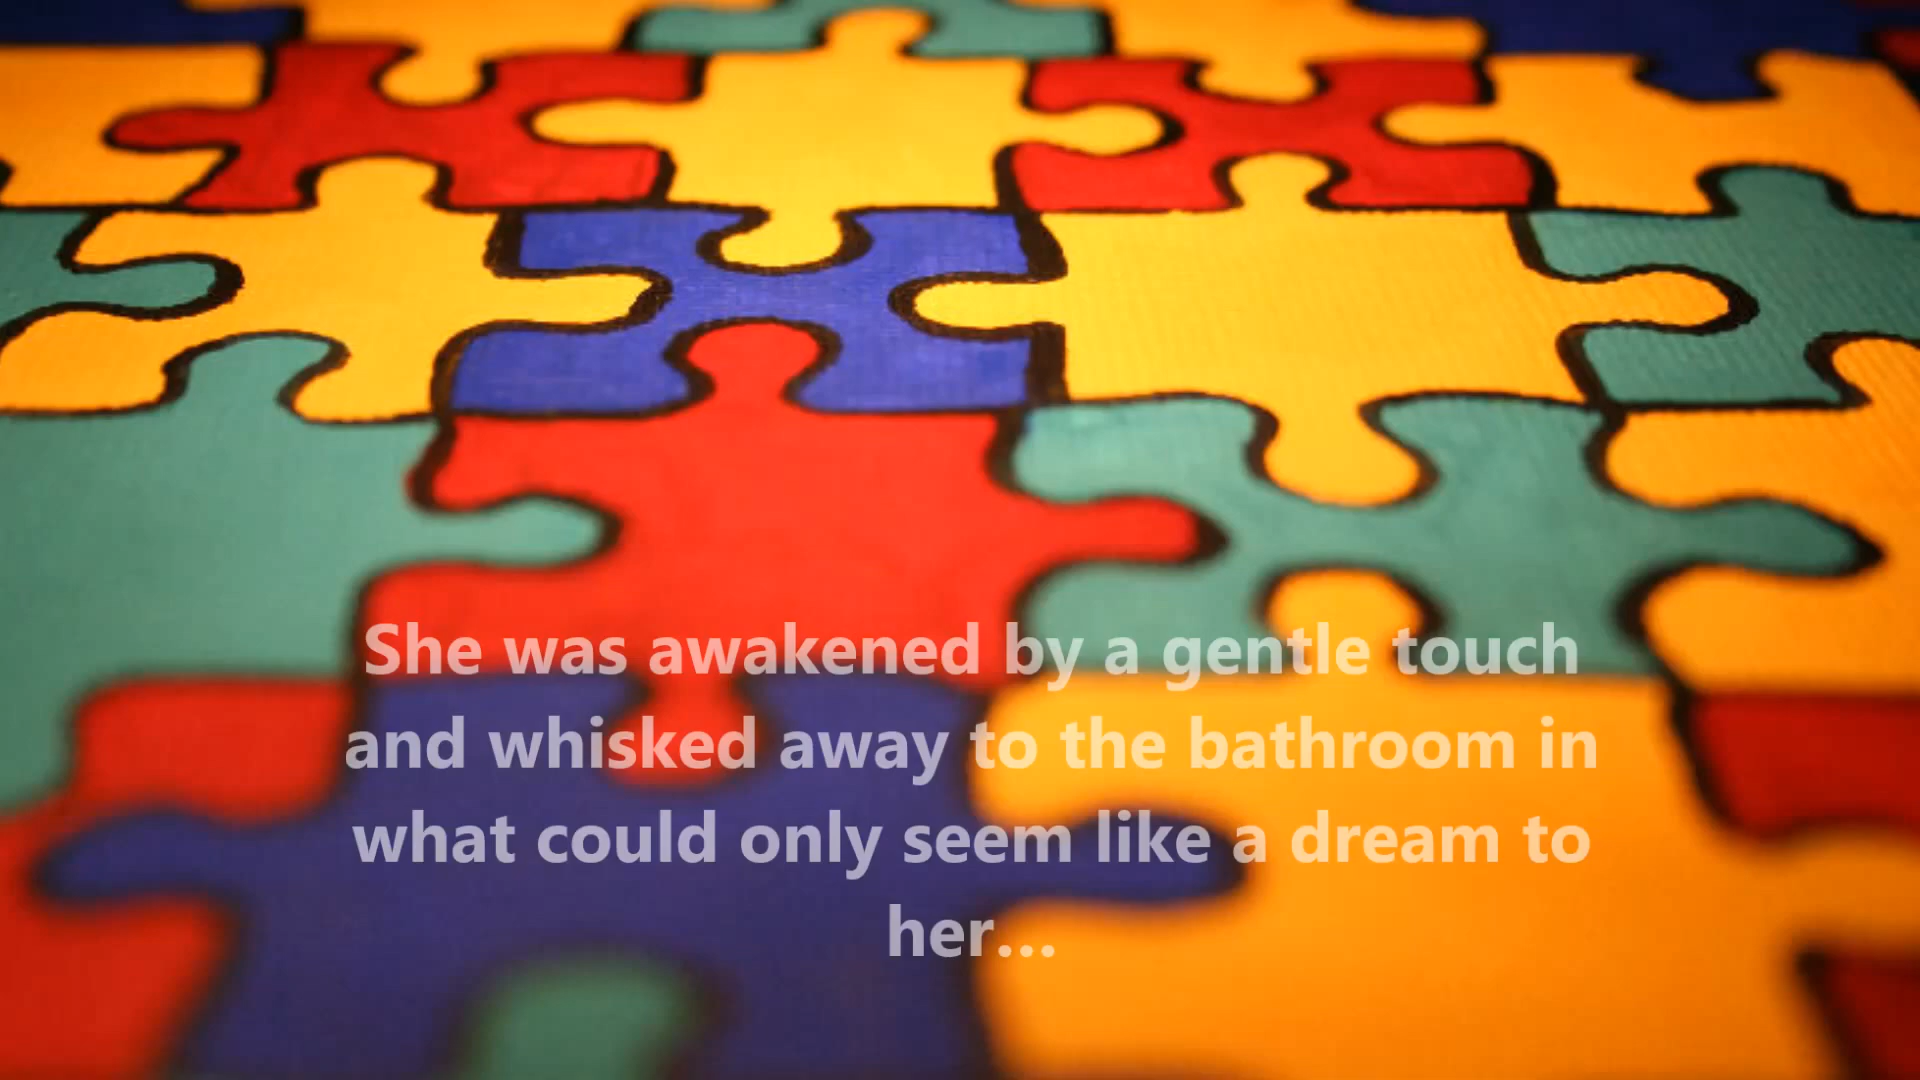 She was awakened by a gentle touch
and whisked away to the bathroom in
what could only seem like a dream to
her...